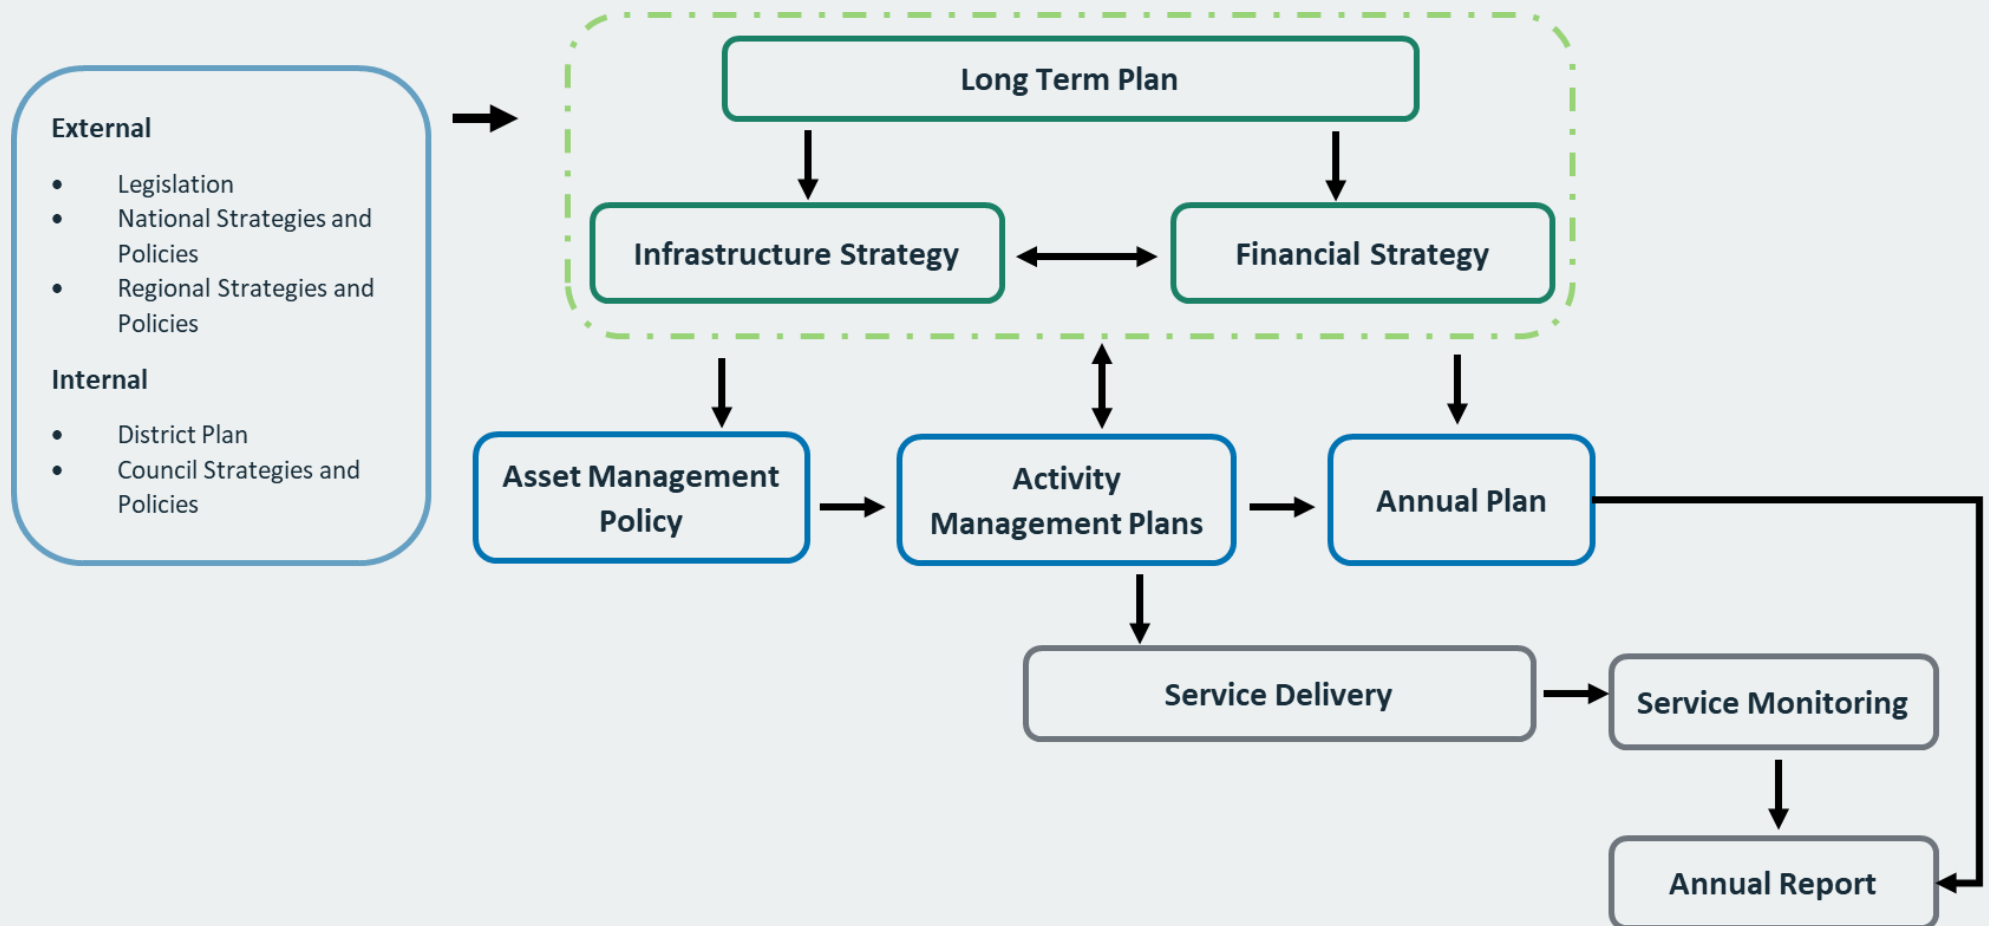 External
• Legislation
• National Strategies and
Policies
• Regional Strategies and
Policies
Internal
• District Plan
• Council Strategies and
Policies
Long Term Plan
Infrastructure Strategy
Financial Strategy
Asset Management
Policy
Activity
Management Plans
Annual Plan
Service Delivery
Service Monitoring
Annual Report